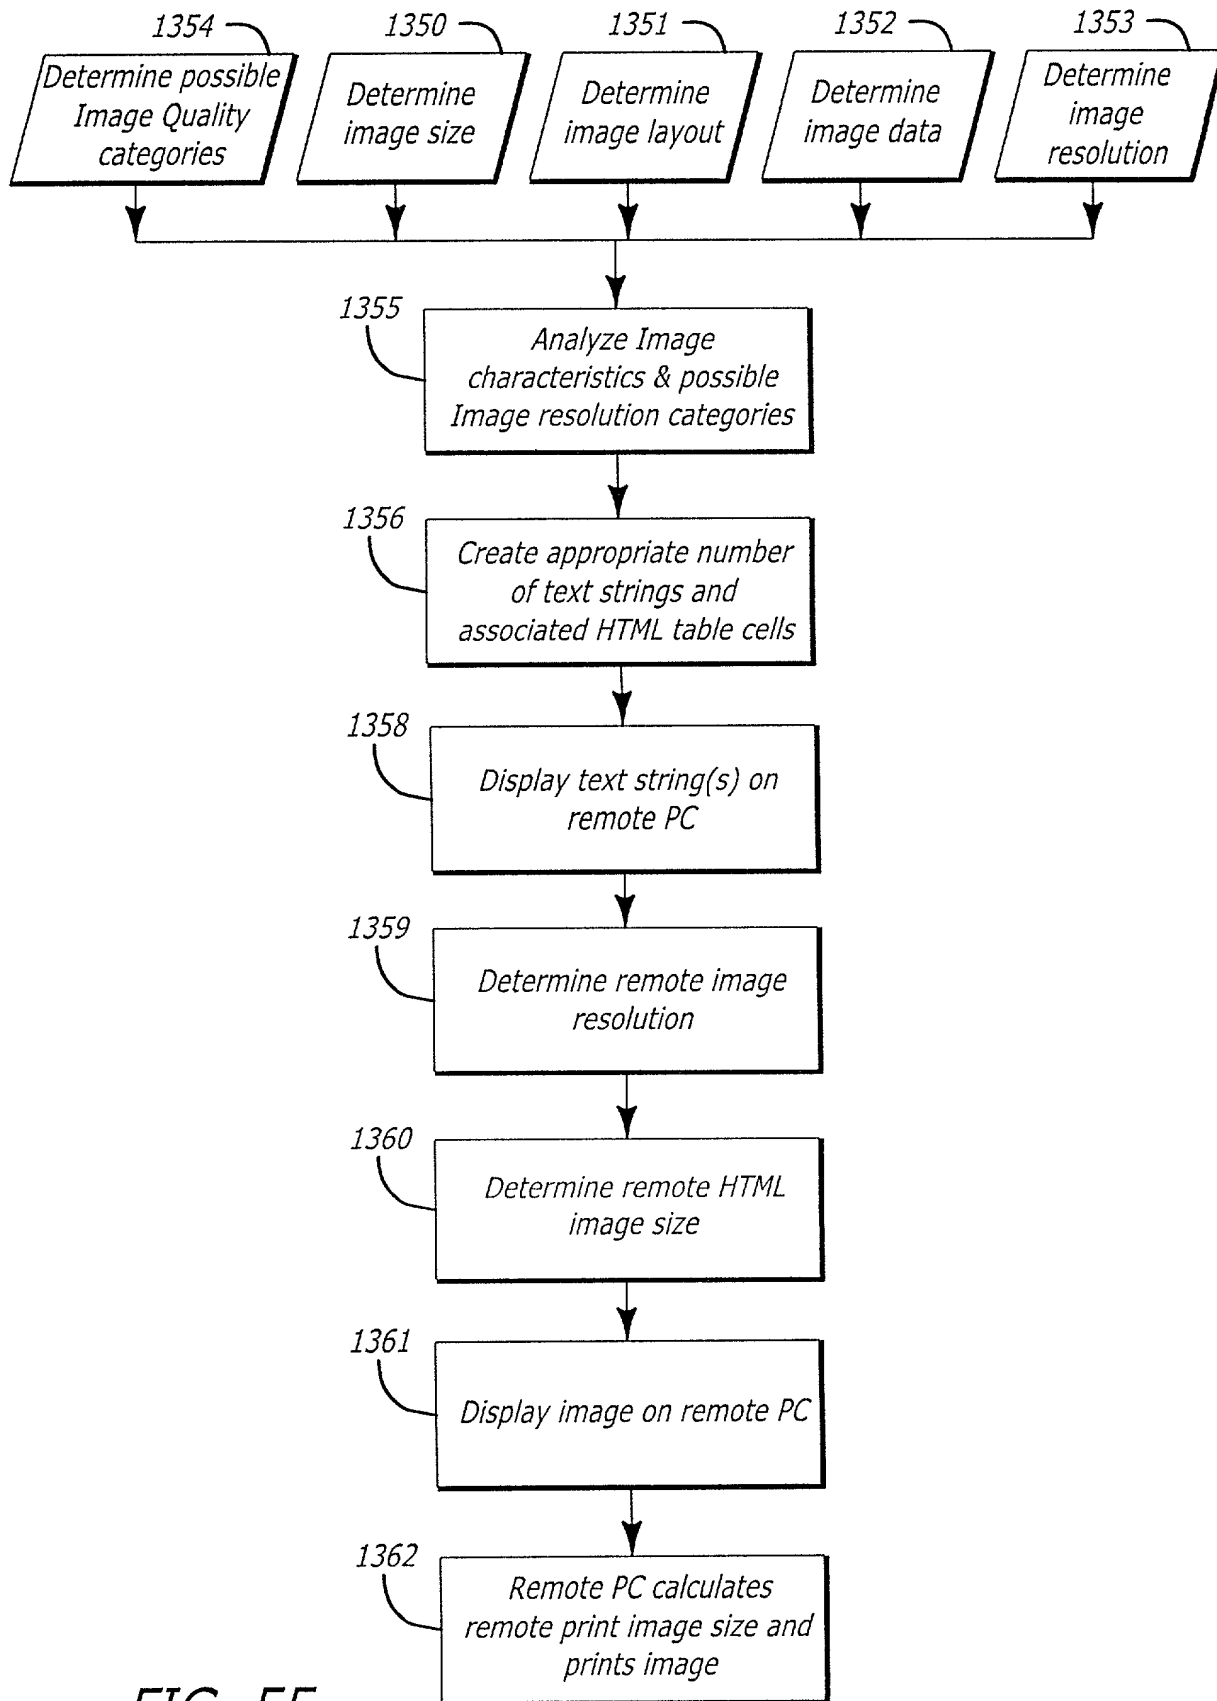 1354
1350
1351
1352
1353
Determine possible
Image Quality
categories
Determine
image size
Determine
image layout
Determine
image data
Determine
image
resolution
1355
Analyze Image
characteristics & possible
Image resolution categories
1356
Create appropriate number
of text strings and
associated HTML table cells
1358
Display text string(s) on
remote PC
1359
Determine remote image
resolution
1360
Determine remote HTML
image size
1361
Display image on remote PC
1362
Remote PC calculates
remote print image size and
prints image
FIG.